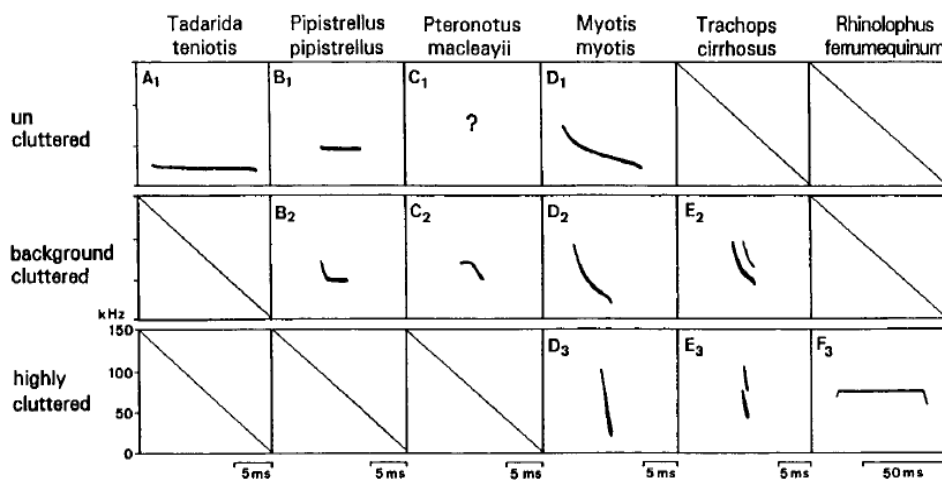 Tadarida teniotis
Pipistrellus pipistrellus
Pteronotus macleayii
Myotis myotis
Trachops cirrhosus
Rhinolophus ferrumequinum
un cluttered
A1
B1
C1
?
D1
background cluttered
B2
C2
D2
E2
kHz
highly cluttered
150
100
50
0
D3
E3
F3
5ms
5ms
5ms
5ms
5ms
50ms